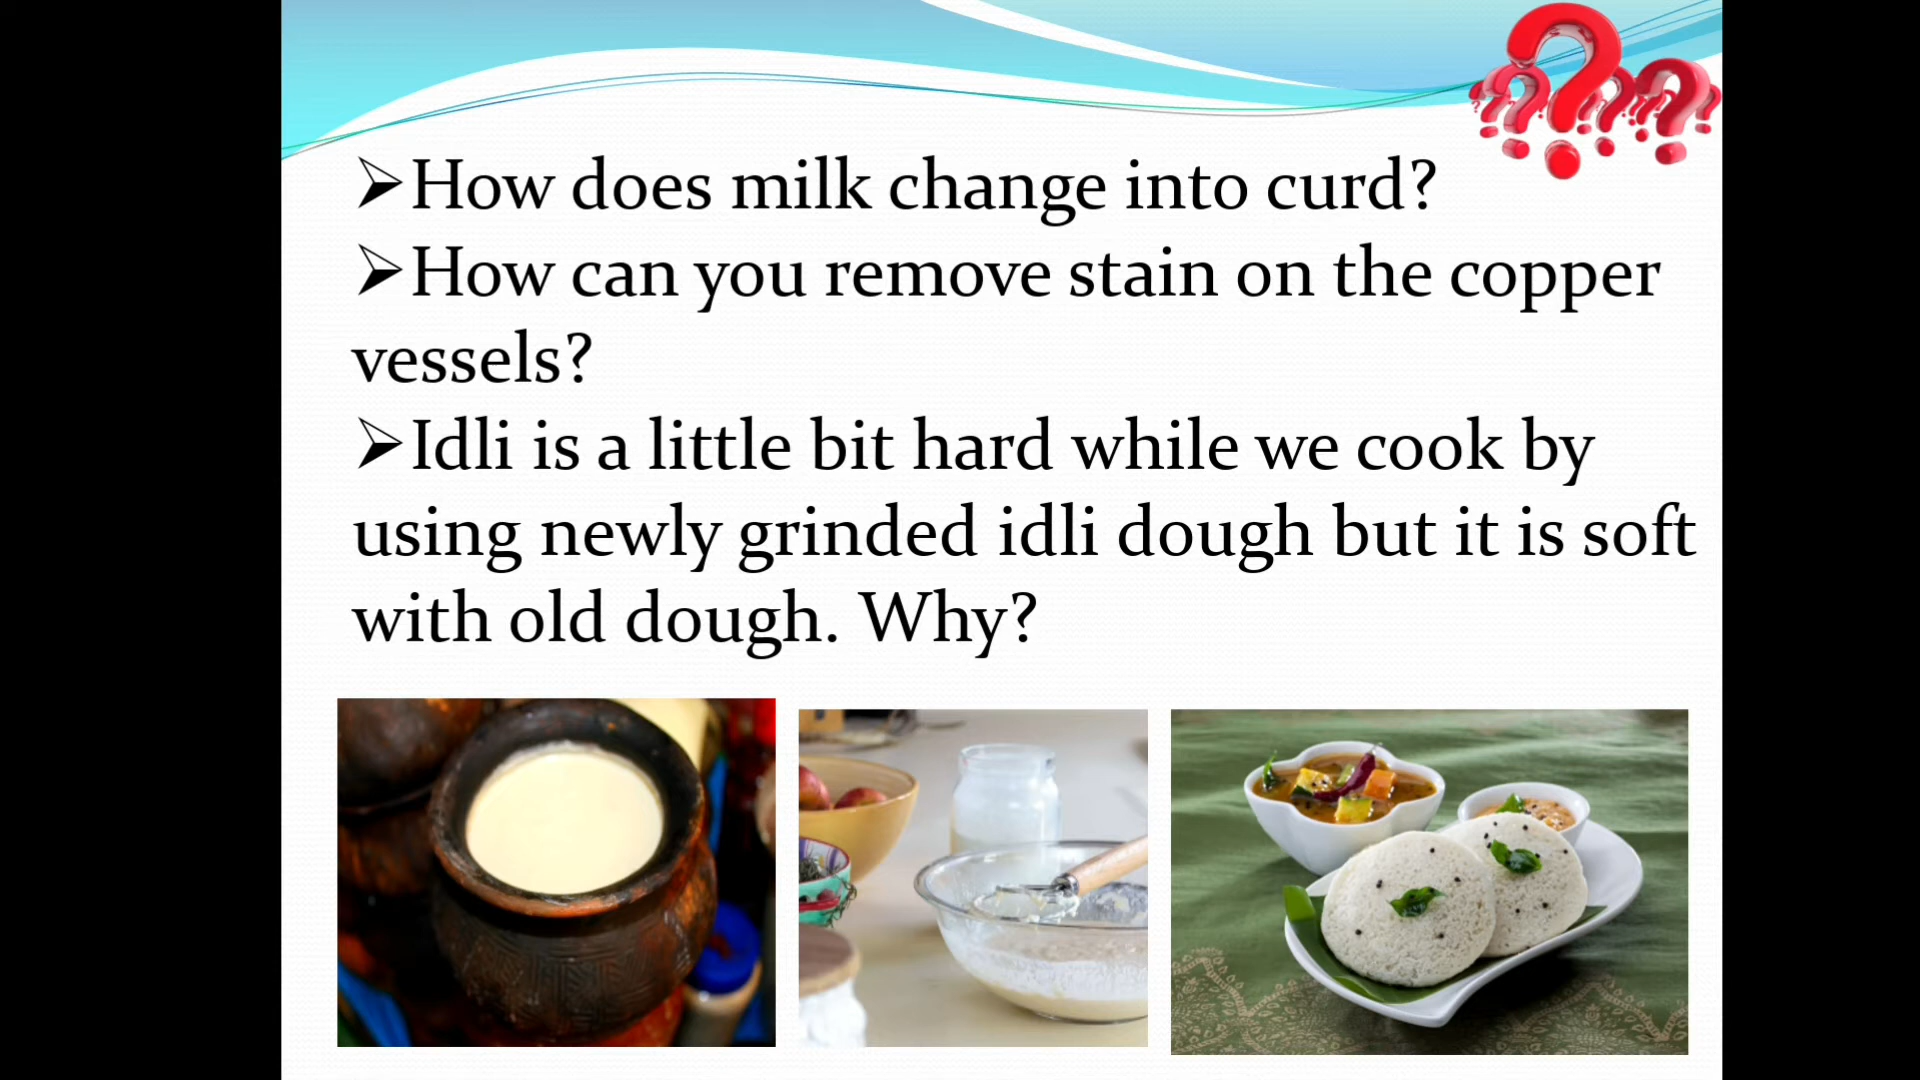 ➢How does milk change into curd?
➢How can you remove stain on the copper
vessels?
➢Idli is a little bit hard while we cook by
using newly grinded idli dough but it is soft
with old dough. Why?